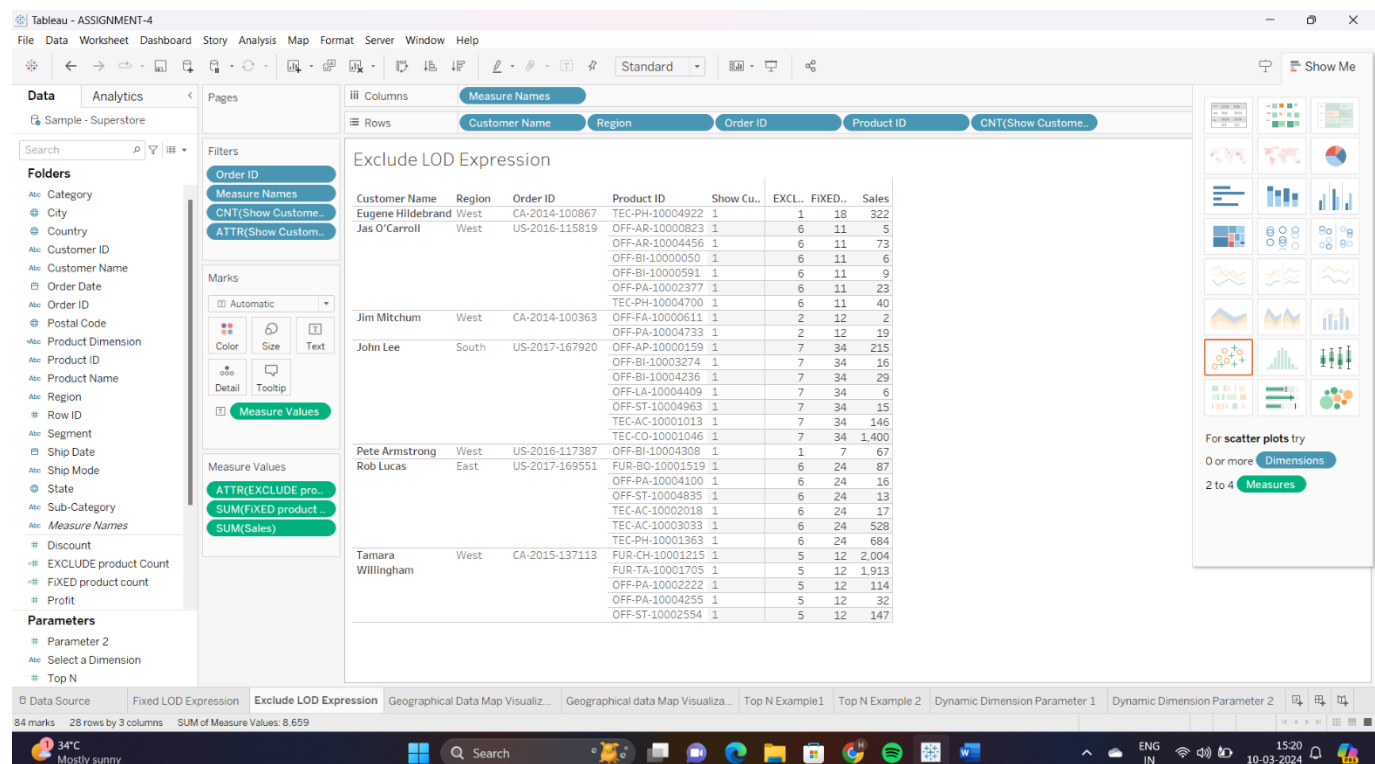 Tableau - ASSIGNMENT-4
File Data Worksheet Dashboard Story Analysis Map Format Server Window Help
Standard
Show Me
Data Analytics
Sample - Superstore
Search
Folders
Abc Category
City
Country
Abc Customer ID
Abc Customer Name
Order Date
Abc Order ID
Postal Code
Abc Product Dimension
Abc Product ID
Abc Product Name
Abc Region
# Row ID
Abc Segment
Ship Date
Abc Ship Mode
State
Abc Sub-Category
Abc Measure Names
# Discount
# EXCLUDE product Count
# FiXED product count
# Profit
Parameters
# Parameter 2
Abc Select a Dimension
# Top N
Pages
Filters
Order ID
Measure Names
CNT(Show Custome..
ATTR(Show Custom..
Marks
Automatic
Color Size Text
Detail Tooltip
Measure Values
Measure Values
ATTR(EXCLUDE pro..
SUM(FiXED product ..
SUM(Sales)
Columns Measure Names
Rows Customer Name Region Order ID Product ID CNT(Show Custome..
Exclude LOD Expression
Customer Name Region Order ID Product ID Show Cu.. EXCL.. FIXED.. Sales
Eugene Hildebrand West CA-2014-100867 TEC-PH-10004922 1 1 18 322
Jas O'Carroll West US-2016-115819 OFF-AR-10000823 1 6 11 5
OFF-AR-10004456 1 6 11 73
OFF-BI-10000050 1 6 11 6
OFF-BI-10000591 1 6 11 9
OFF-PA-10002377 1 6 11 23
TEC-PH-10004700 1 6 11 40
Jim Mitchum West CA-2014-100363 OFF-FA-10000611 1 2 12 2
OFF-PA-10004733 1 2 12 19
John Lee South US-2017-167920 OFF-AP-10000159 1 7 34 215
OFF-BI-10003274 1 7 34 16
OFF-BI-10004236 1 7 34 29
OFF-LA-10004409 1 7 34 6
OFF-ST-10004963 1 7 34 15
TEC-AC-10001013 1 7 34 146
TEC-CO-10001046 1 7 34 1,400
Pete Armstrong West US-2016-117387 OFF-BI-10004308 1 1 7 67
Rob Lucas East US-2017-169551 FUR-BO-10001519 1 6 24 87
OFF-PA-10004100 1 6 24 16
OFF-ST-10004835 1 6 24 13
TEC-AC-10002018 1 6 24 17
TEC-AC-10003033 1 6 24 528
TEC-PH-10001363 1 6 24 684
Tamara Willingham West CA-2015-137113 FUR-CH-10001215 1 5 12 2,004
FUR-TA-10001705 1 5 12 1,913
OFF-PA-10002222 1 5 12 114
OFF-PA-10004255 1 5 12 32
OFF-ST-10002554 1 5 12 147
For scatter plots try
0 or more Dimensions
2 to 4 Measures
Data Source Fixed LOD Expression Exclude LOD Expression Geographical Data Map Visualiz... Geographical data Map Visualiza... Top N Example1 Top N Example 2 Dynamic Dimension Parameter 1 Dynamic Dimension Parameter 2
84 marks 28 rows by 3 columns SUM of Measure Values: 8,659
1
34°C
Mostly sunny
Search
ENG
IN
15:20
10-03-2024
PRE